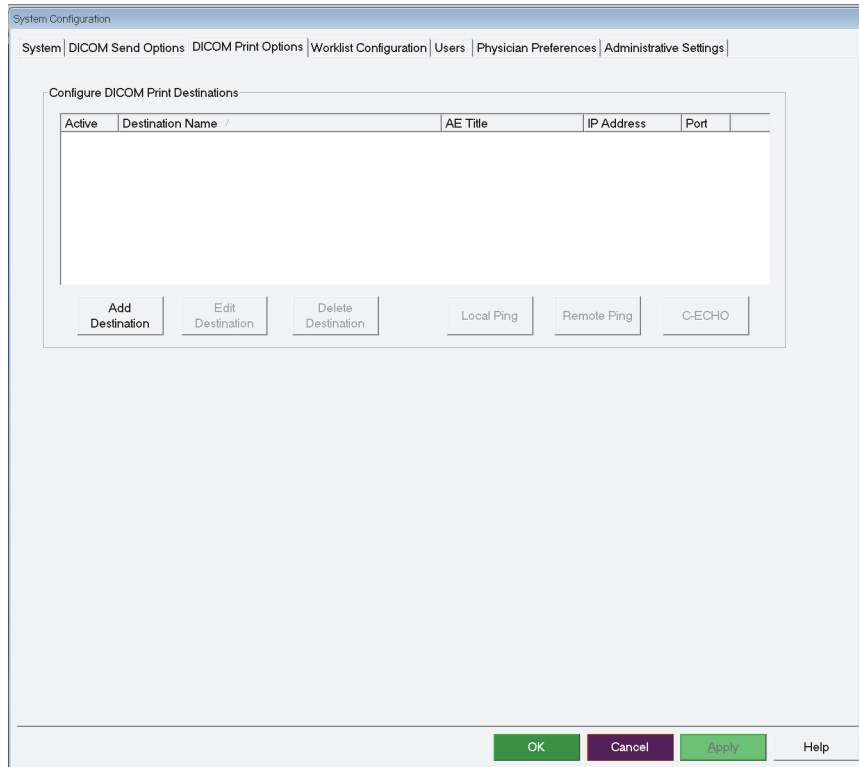 System Configuration
System DICOM Send Options DICOM Print Options Worklist Configuration Users Physician Preferences Administrative Settings
Configure DICOM Print Destinations
Active Destination Name / AE Title IP Address Port
Add Destination Edit Destination Delete Destination Local Ping Remote Ping C-ECHO
OK Cancel Apply Help